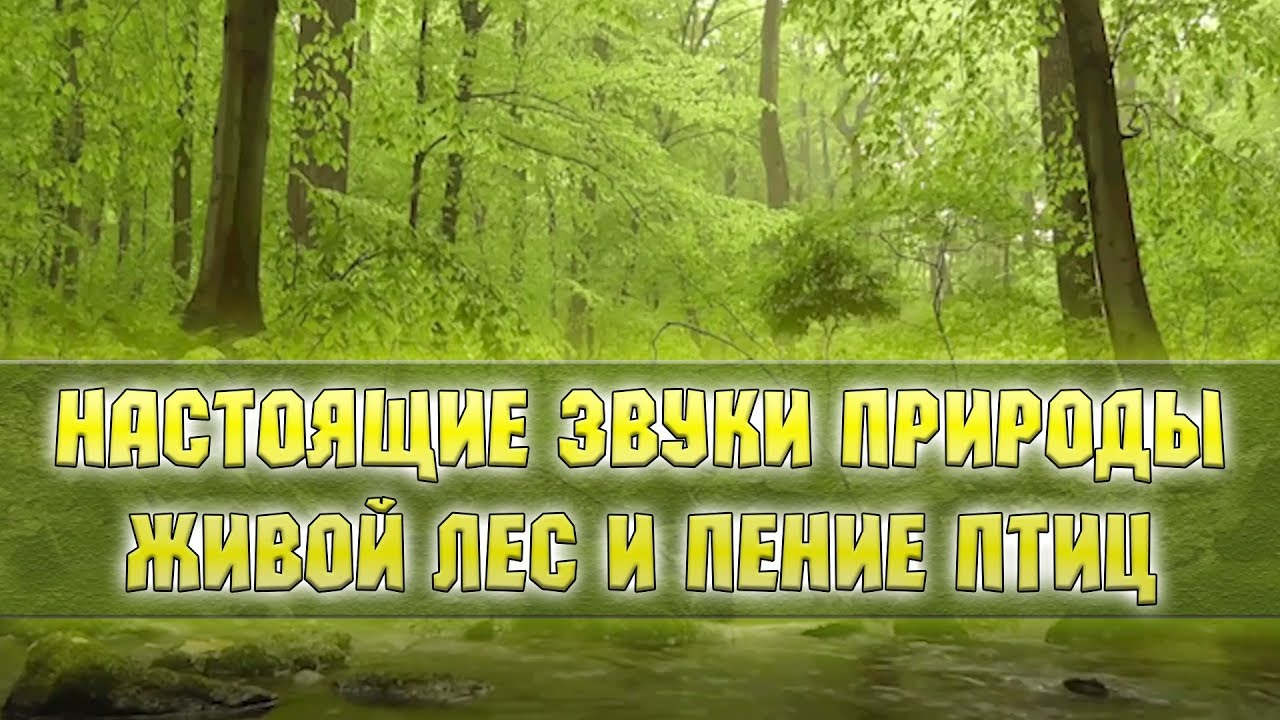 НАСТОЯЩИЕ ЗВУКИ ПРИРОДЫ
ЖИВОЙ ЛЕС И ПЕНИЕ ПТИЦ